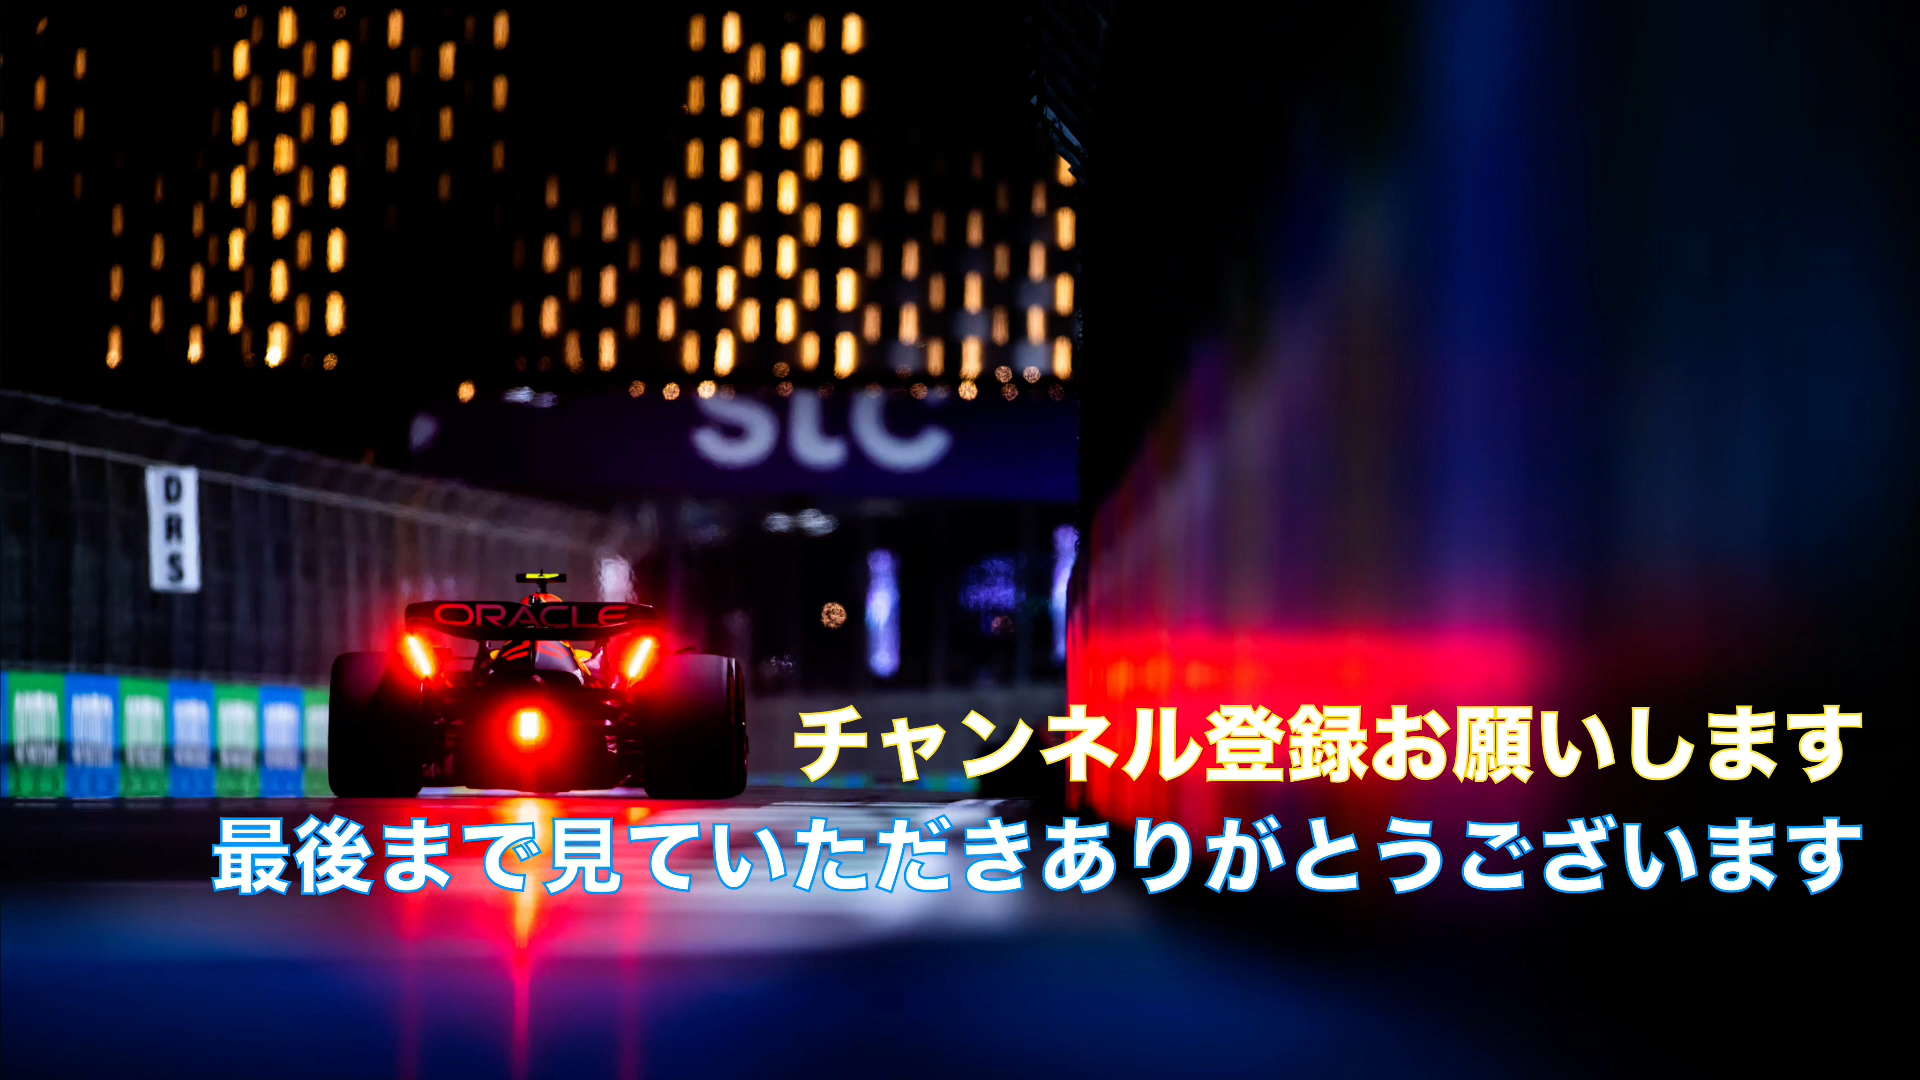 stc
DRS
ORACLE
チャンネル登録お願いします
最後まで見ていただきありがとうございます